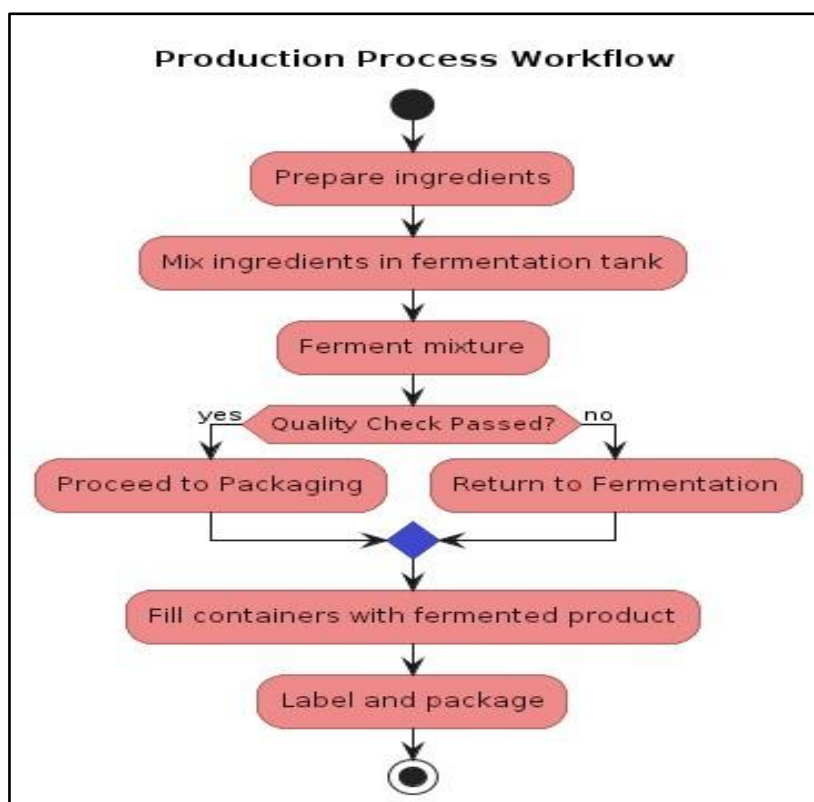 Production Process Workflow
Prepare ingredients
Mix ingredients in fermentation tank
Ferment mixture
yes
Quality Check Passed?
no
Proceed to Packaging
Return to Fermentation
Fill containers with fermented product
Label and package